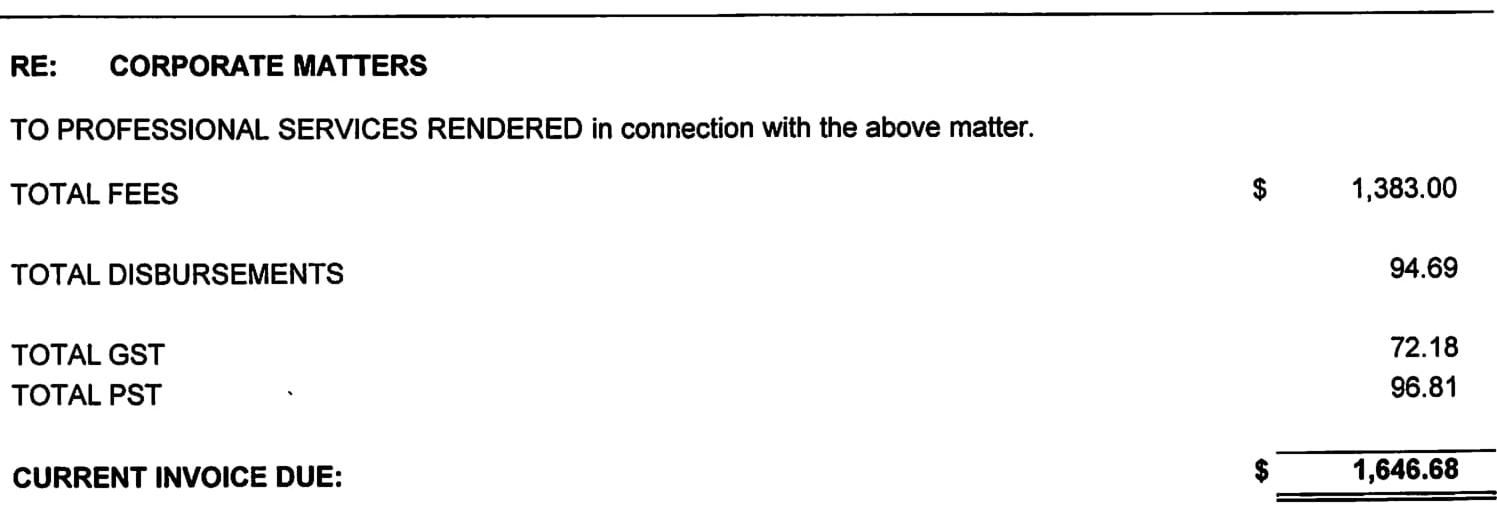 RE: CORPORATE MATTERS
TO PROFESSIONAL SERVICES RENDERED in connection with the above matter.
TOTAL FEES $ 1,383.00
TOTAL DISBURSEMENTS 94.69
TOTAL GST 72.18
TOTAL PST 96.81
CURRENT INVOICE DUE: $ 1,646.68